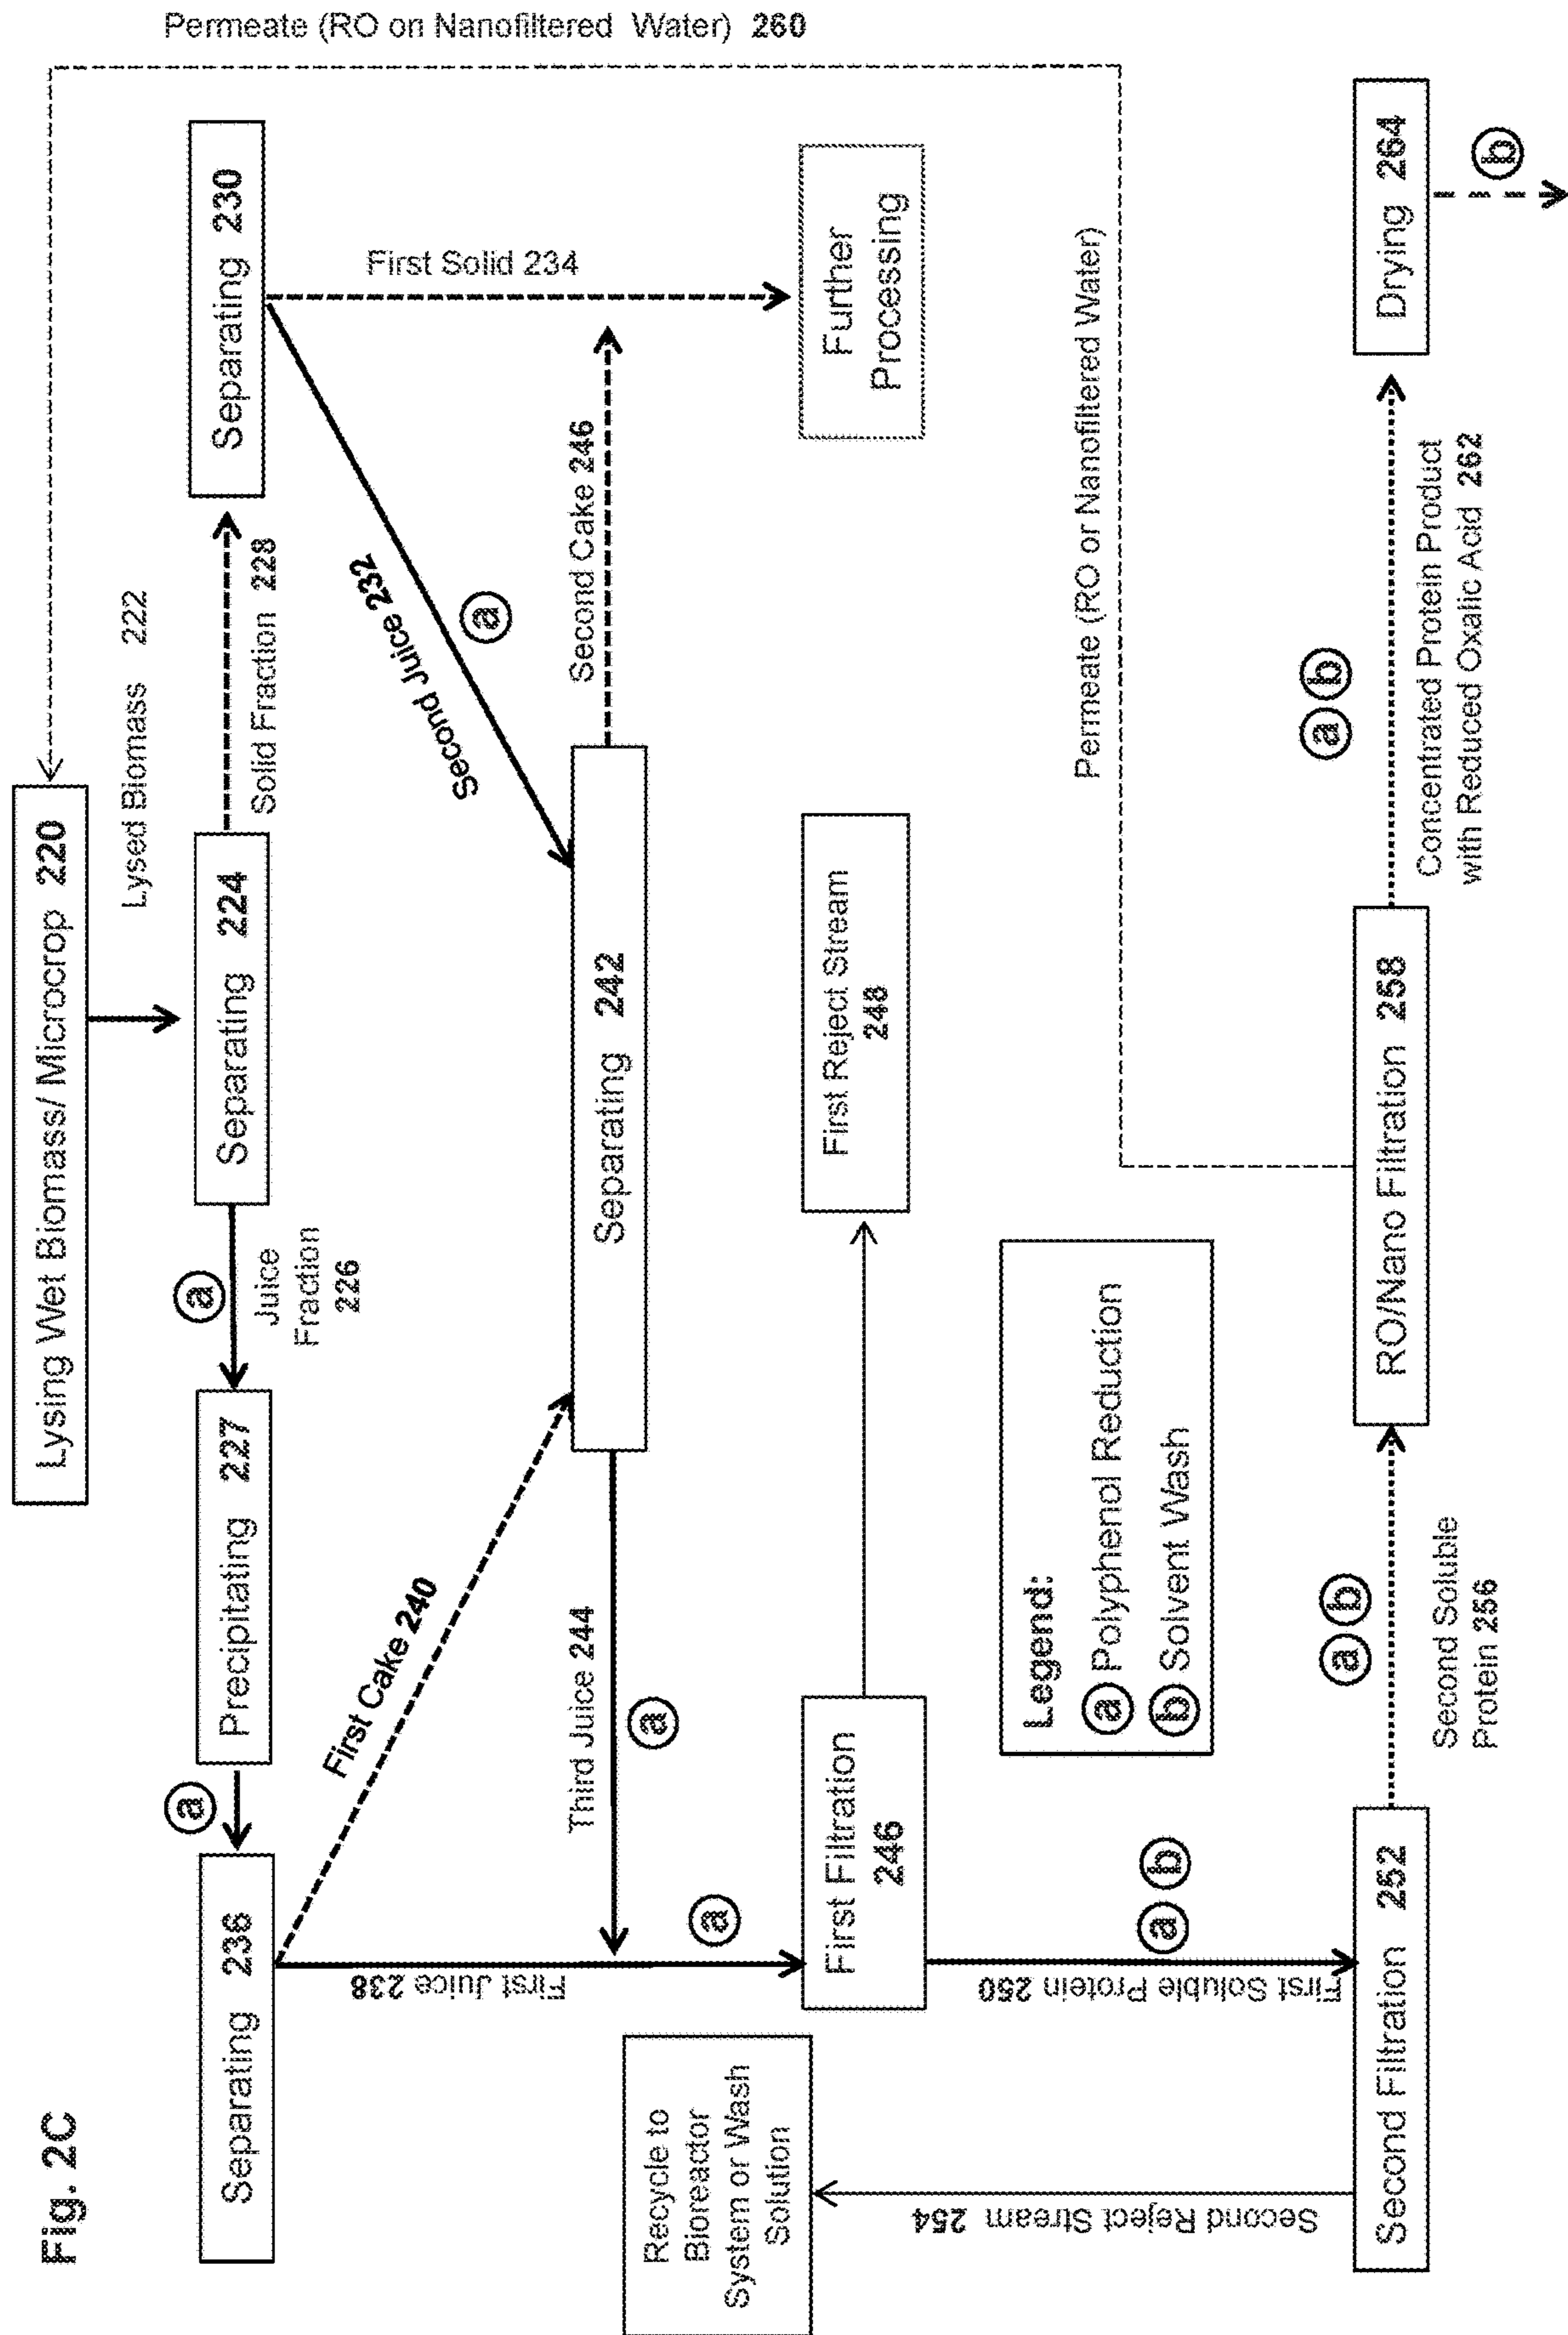 Fig. 2C
Permeate (RO on Nanofiltered Water) 260
Lysing Wet Biomass/ Microcrop 220
Lysed Biomass 222
Separating 236
a
Precipitating 227
a
Juice
Fraction
226
Separating 224
Solid Fraction 228
Separating 230
First Cake 240
Second Juice 232
a
First Solid 234
First Juice 238
Third Juice 244
a
Separating 242
Second Cake 246
a
Recycle to
Bioreactor
System or Wash
Solution
First Filtration
246
First Reject Stream
248
Further
Processing
First Soluble Protein 250
a b
Legend:
a Polyphenol Reduction
b Solvent Wash
Permeate (RO or Nanofiltered Water)
Second Reject Stream 254
Second Filtration 252
a b
Second Soluble
Protein 256
RO/Nano Filtration 258
a b
Concentrated Protein Product
with Reduced Oxalic Acid 262
Drying 264
b